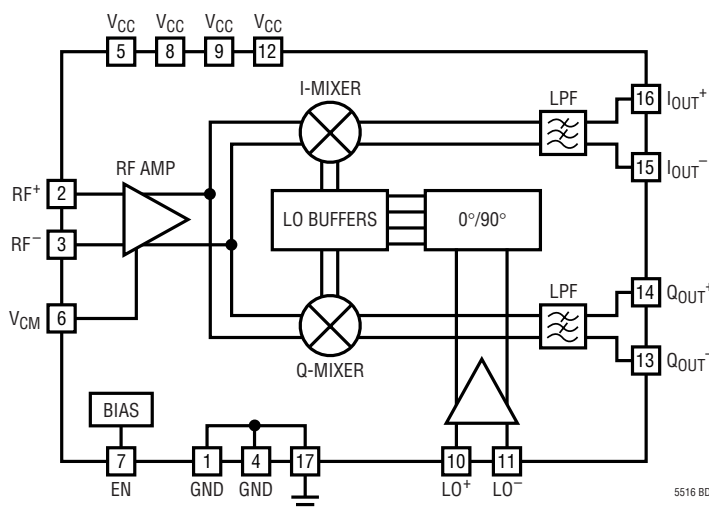 VCC VCC VCC VCC
5 8 9 12
I-MIXER
LPF
16 IOUT+
15 IOUT–
RF AMP
RF+ 2
RF– 3
VCM 6
LO BUFFERS
0°/90°
LPF
14 QOUT+
13 QOUT–
Q-MIXER
BIAS
7 1 4 17 10 11
EN GND GND LO+ LO–
5516 BD